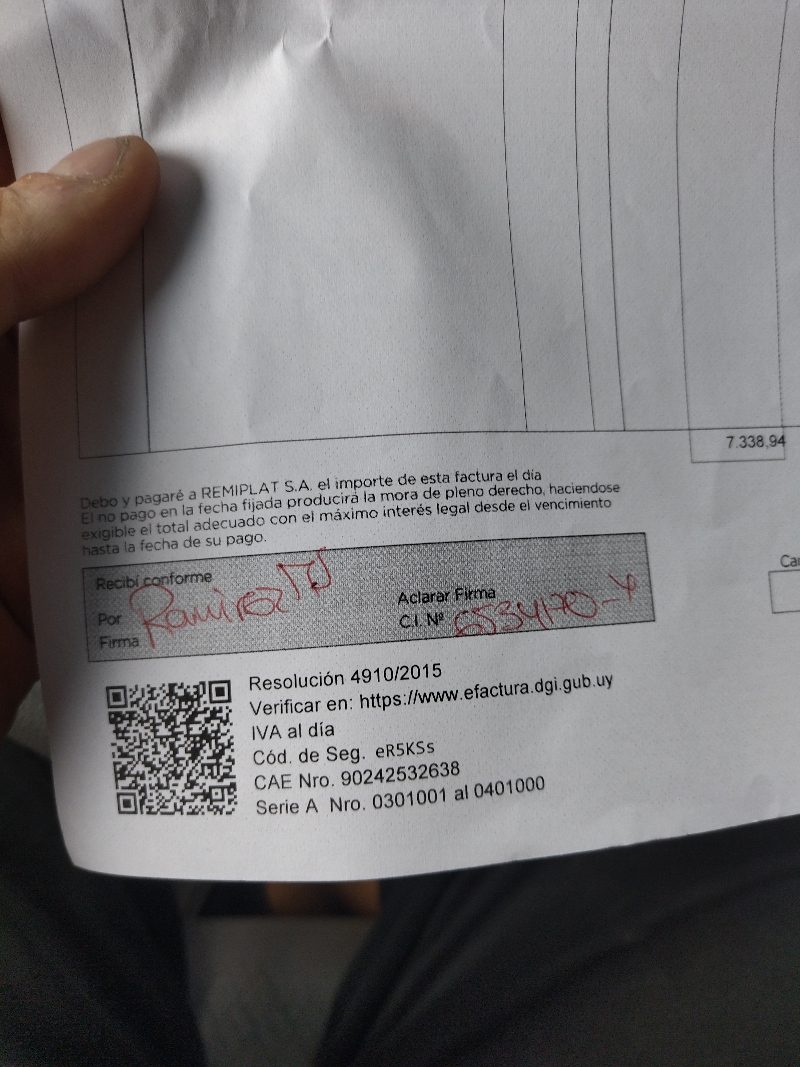 7.338,94
Debo y pagaré a REMIPLAT S.A. el importe de esta factura el día
El no pago en la fecha fijada producirá la mora de pleno derecho, haciendose
exigible el total adecuado con el máximo interés legal desde el vencimiento
hasta la fecha de su pago.
Recibí conforme
Por Ramirez
Firma
Aclarar Firma
C.I. Nº
Ca
Resolución 4910/2015
Verificar en: https://www.efactura.dgi.gub.uy
IVA al día
Cód. de Seg. eR5KSs
CAE Nro. 90242532638
Serie A Nro. 0301001 al 0401000